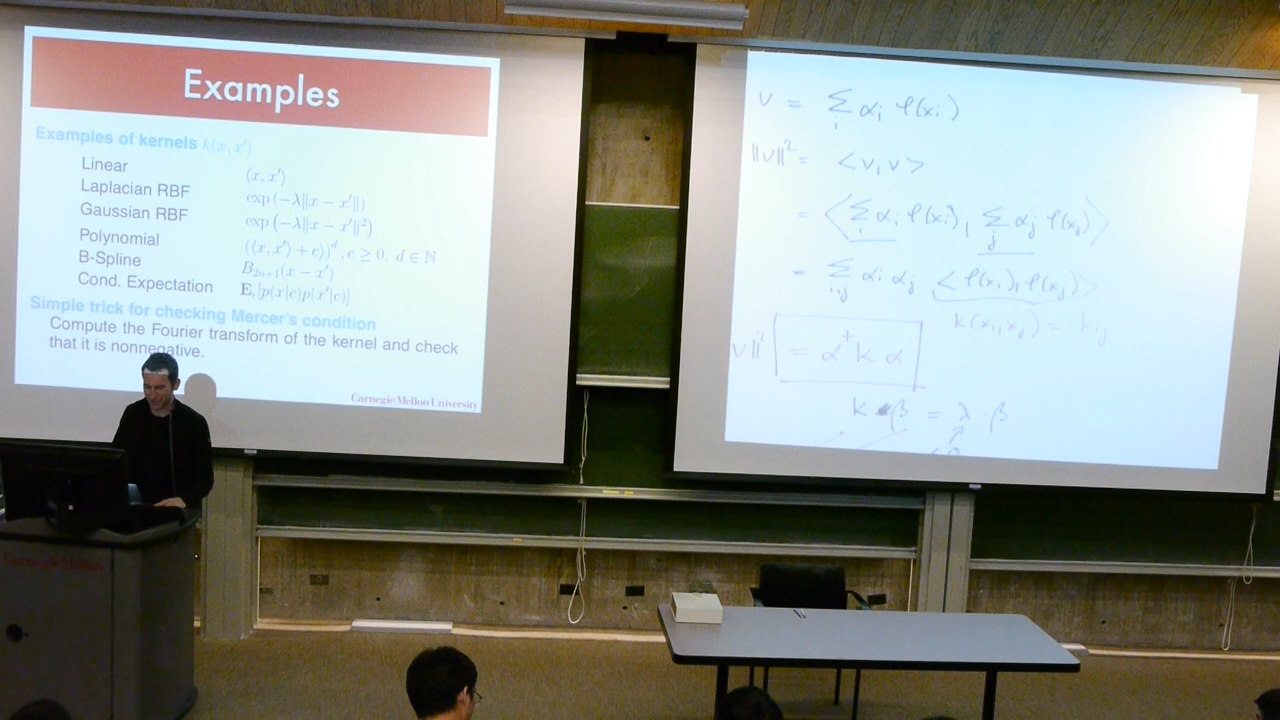 Examples
Examples of kernels k(x, x')
Linear ⟨x, x'⟩
Laplacian RBF exp (−λ‖x − x'‖)
Gaussian RBF exp (−λ‖x − x'‖²)
Polynomial (⟨x, x'⟩ + c⟩)^d, c ≥ 0, d ∈ ℕ
B-Spline B_{2n+1}(x − x')
Cond. Expectation E_c[p(x|c)p(x'|c)]
Simple trick for checking Mercer's condition
Compute the Fourier transform of the kernel and check
that it is nonnegative.
Carnegie Mellon University
v = Σ_i α_i φ(x_i)
‖v‖² = <v, v>
= <Σ_i α_i φ(x_i), Σ_j α_j φ(x_j)>
= Σ_{ij} α_i α_j <φ(x_i), φ(x_j)>
k(x_i, x_j) = k_ij
v‖² = α^+ k α
k β = λ · β
Carnegie Mellon